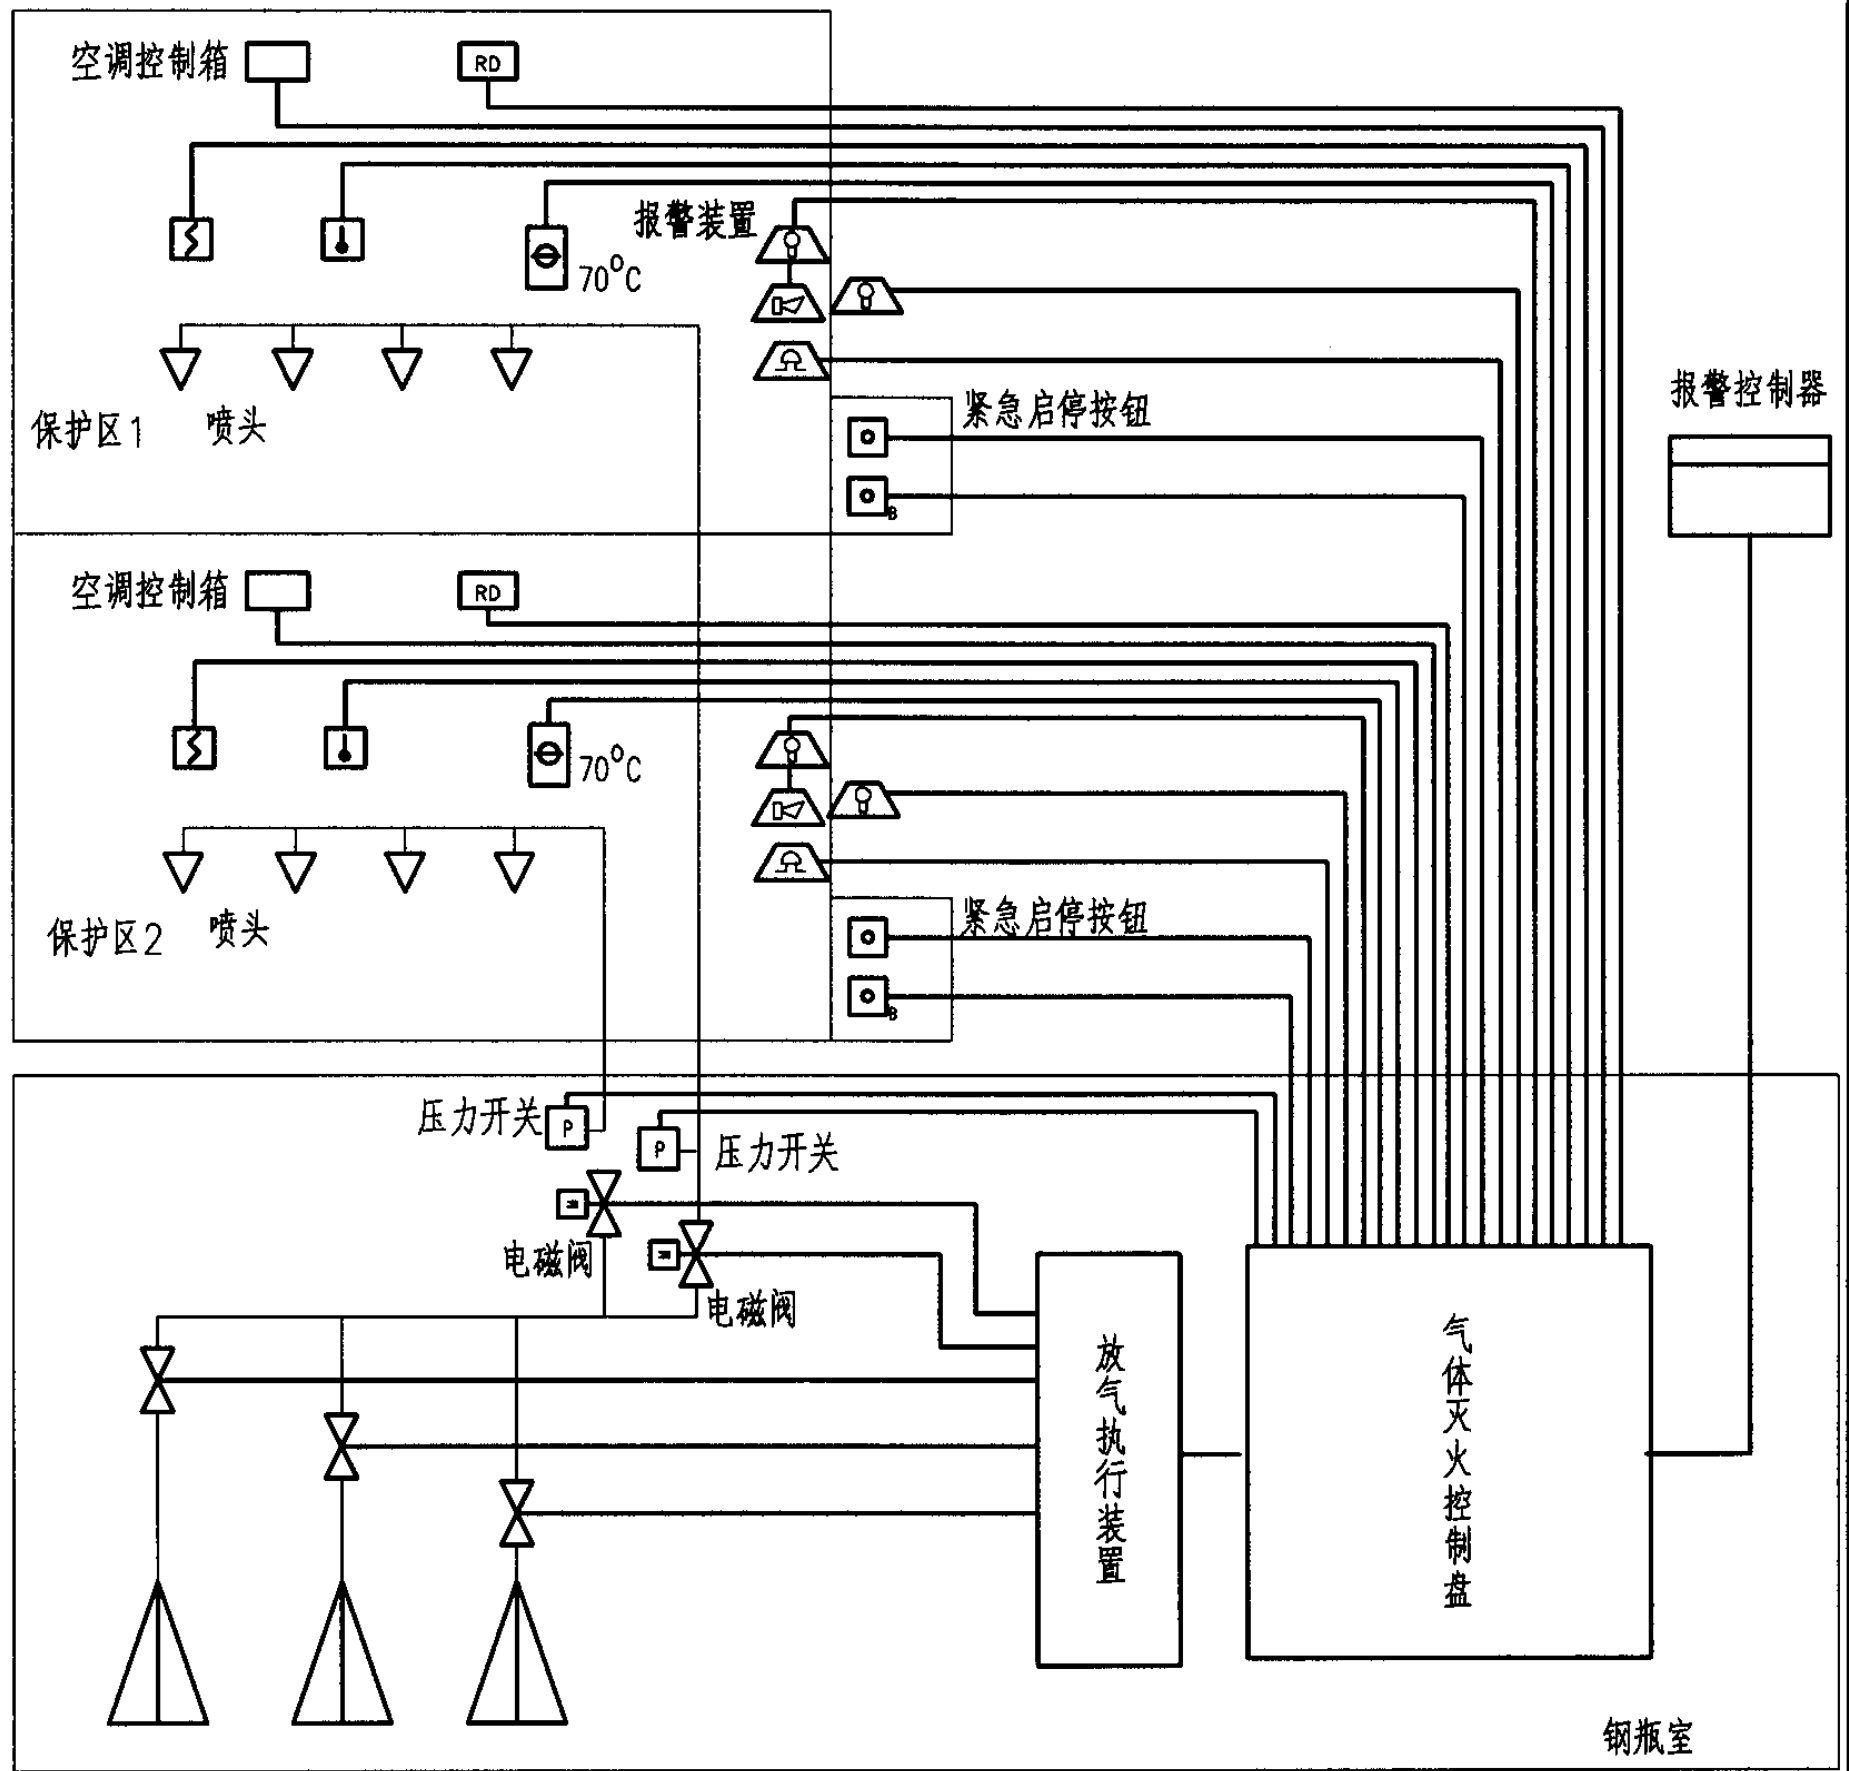 空调控制箱
RD
报警装置
70°C
紧急启停按钮
报警控制器
保护区1
喷头
B
空调控制箱
RD
70°C
紧急启停按钮
保护区2
喷头
B
压力开关
P
P
压力开关
M
电磁阀
M
电磁阀
放气执行装置
气体灭火控制盘
钢瓶室